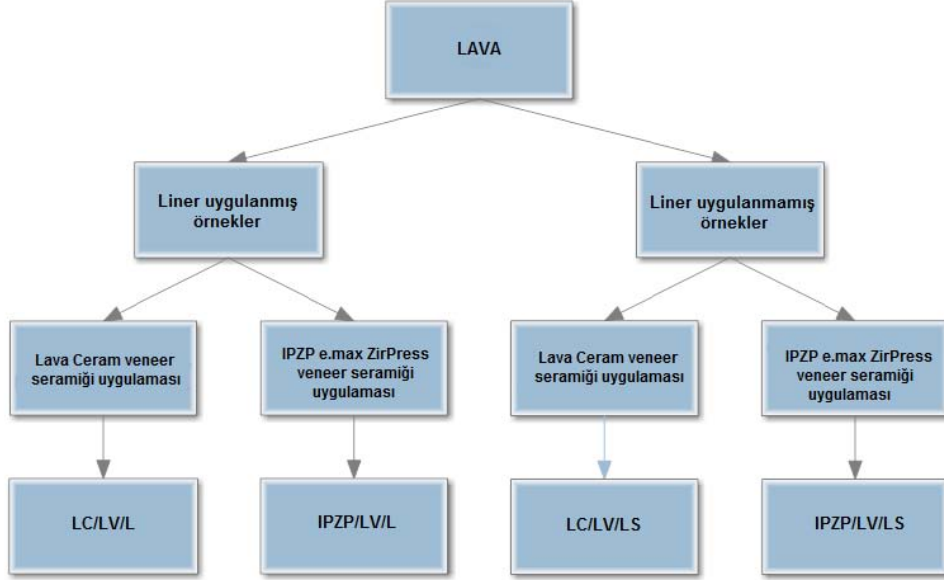 LAVA
Liner uygulanmış
örnekler
Liner uygulanmamış
örnekler
Lava Ceram veneer
seramiği uygulaması
IPZP e.max ZirPress
veneer seramiği
uygulaması
Lava Ceram veneer
seramiği uygulaması
IPZP e.max ZirPress
veneer seramiği
uygulaması
LC/LV/L
IPZP/LV/L
LC/LV/LS
IPZP/LV/LS